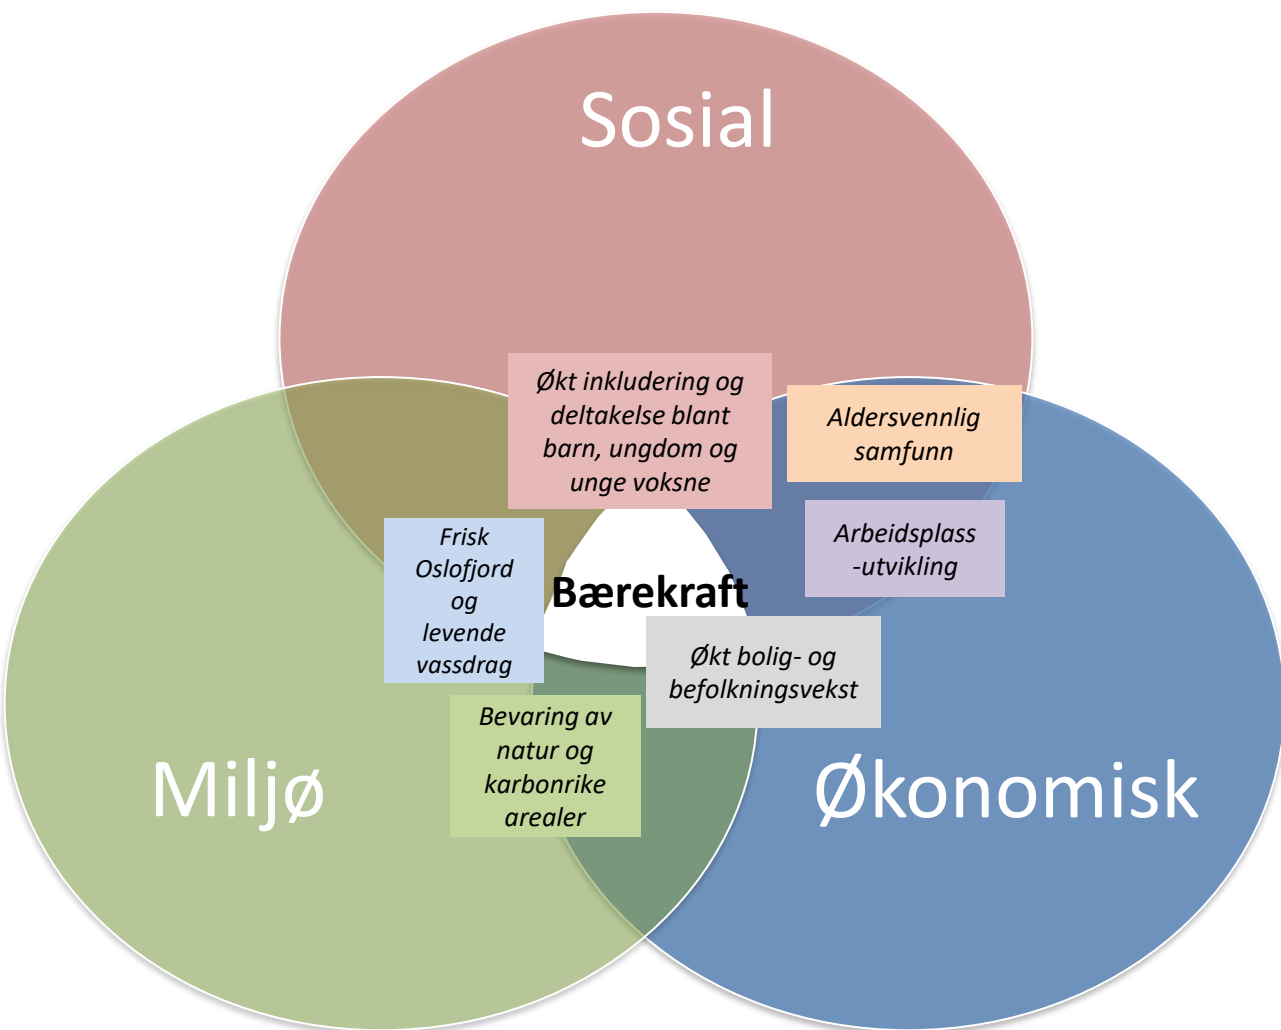 Sosial
Økt inkludering og
deltakelse blant
barn, ungdom og
unge voksne
Aldersvennlig
samfunn
Frisk
Oslofjord
og
levende
vassdrag
Arbeidsplass
-utvikling
Bærekraft
Økt bolig- og
befolkningsvekst
Bevaring av
natur og
karbonrike
arealer
Miljø
Økonomisk